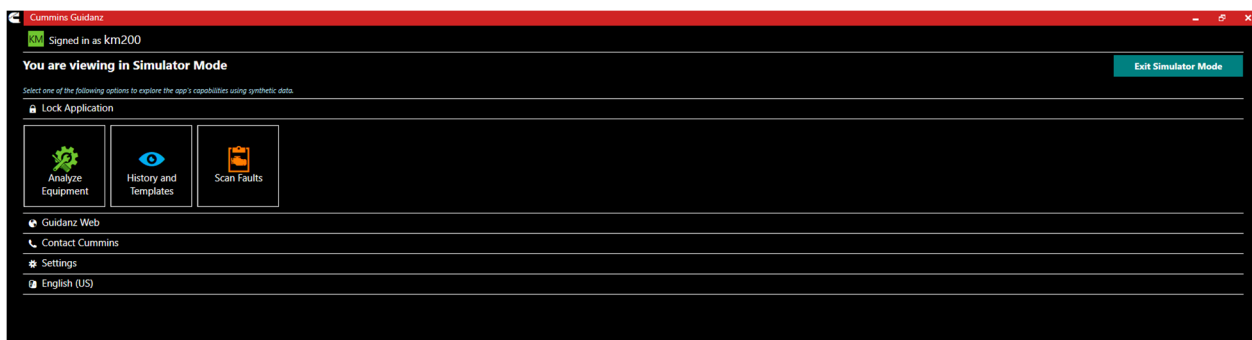 Cummins Guidanz
KM Signed in as km200
You are viewing in Simulator Mode
Exit Simulator Mode
Select one of the following options to explore the app's capabilities using synthetic data.
Lock Application
Analyze
Equipment
History and
Templates
Scan Faults
Guidanz Web
Contact Cummins
Settings
English (US)